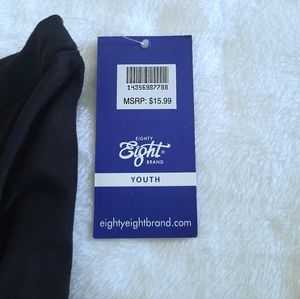 14356987788
MSRP: $15.99
EIGHTY
Eight®
BRAND
YOUTH
eightyeightbrand.com